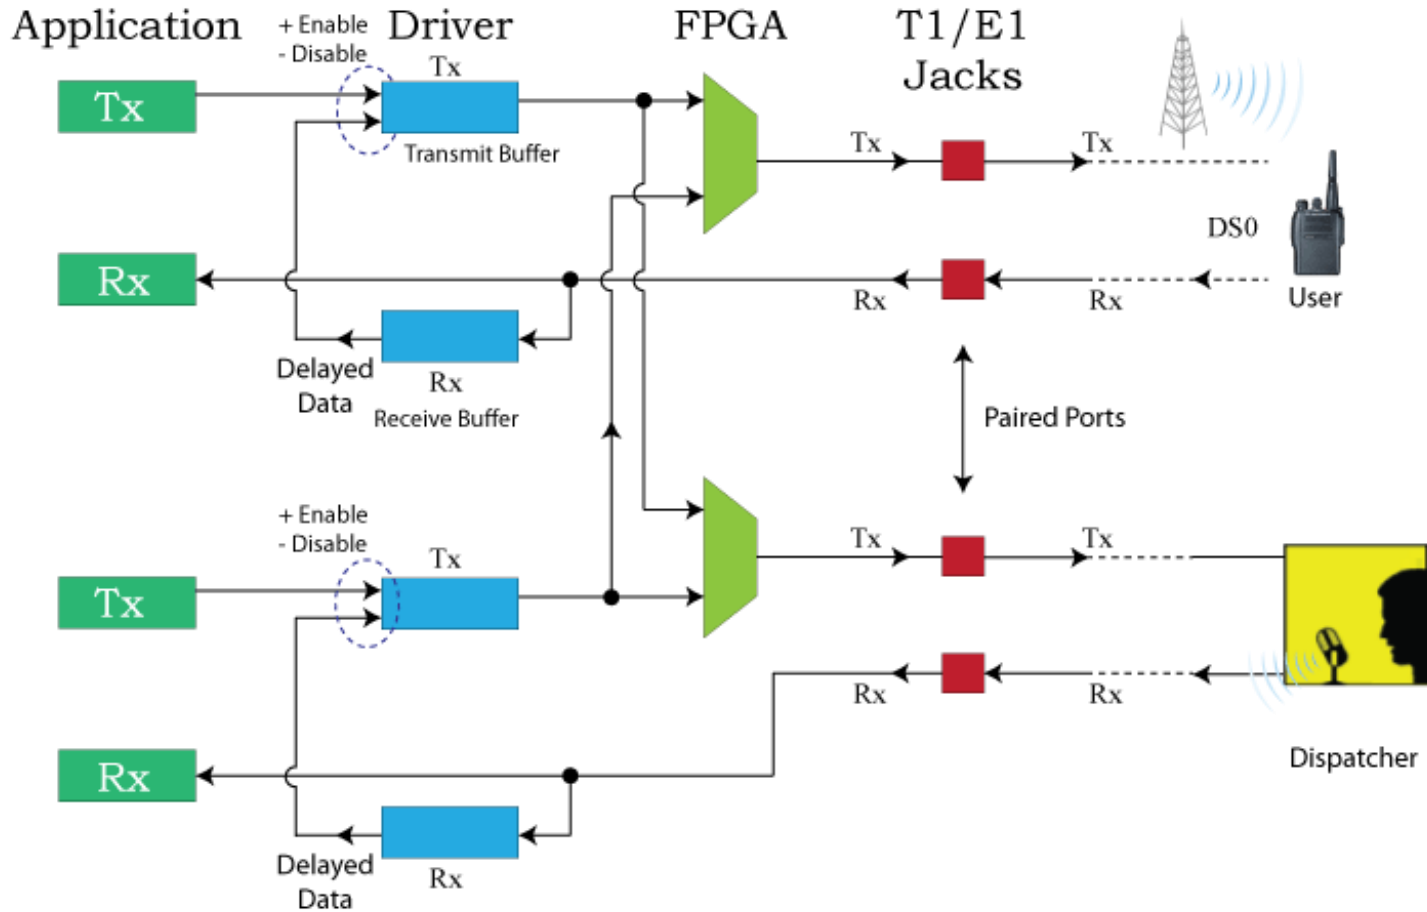 Application
+ Enable
- Disable
Driver
FPGA
T1/E1
Jacks
Tx
Tx
Transmit Buffer
Tx
Tx
DS0
Rx
Rx
Rx
User
Delayed
Data
Rx
Receive Buffer
Paired Ports
+ Enable
- Disable
Tx
Tx
Tx
Tx
Rx
Rx
Rx
Dispatcher
Delayed
Data
Rx